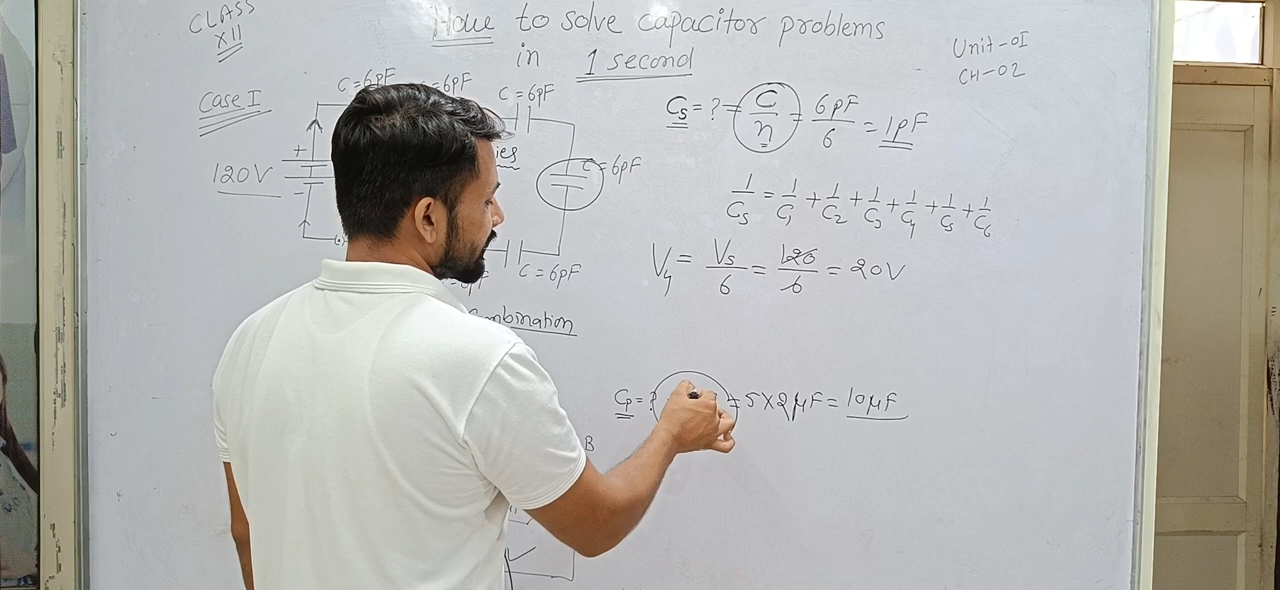 CLASS
XII
How to solve capacitor problems
in 1 second
Unit-01
CH-02
Case I
C=6pF
=6pF
C=6pF
C=6pF
C=6pF
120V
+
-
Cs = ? = C/n = 6pF/6 = 1pF
1/Cs = 1/C1 + 1/C2 + 1/C3 + 1/C4 + 1/C5 + 1/C6
V4 = Vs/6 = 120/6 = 20V
mbination
Cp = ? = 5×2μF = 10μF
B